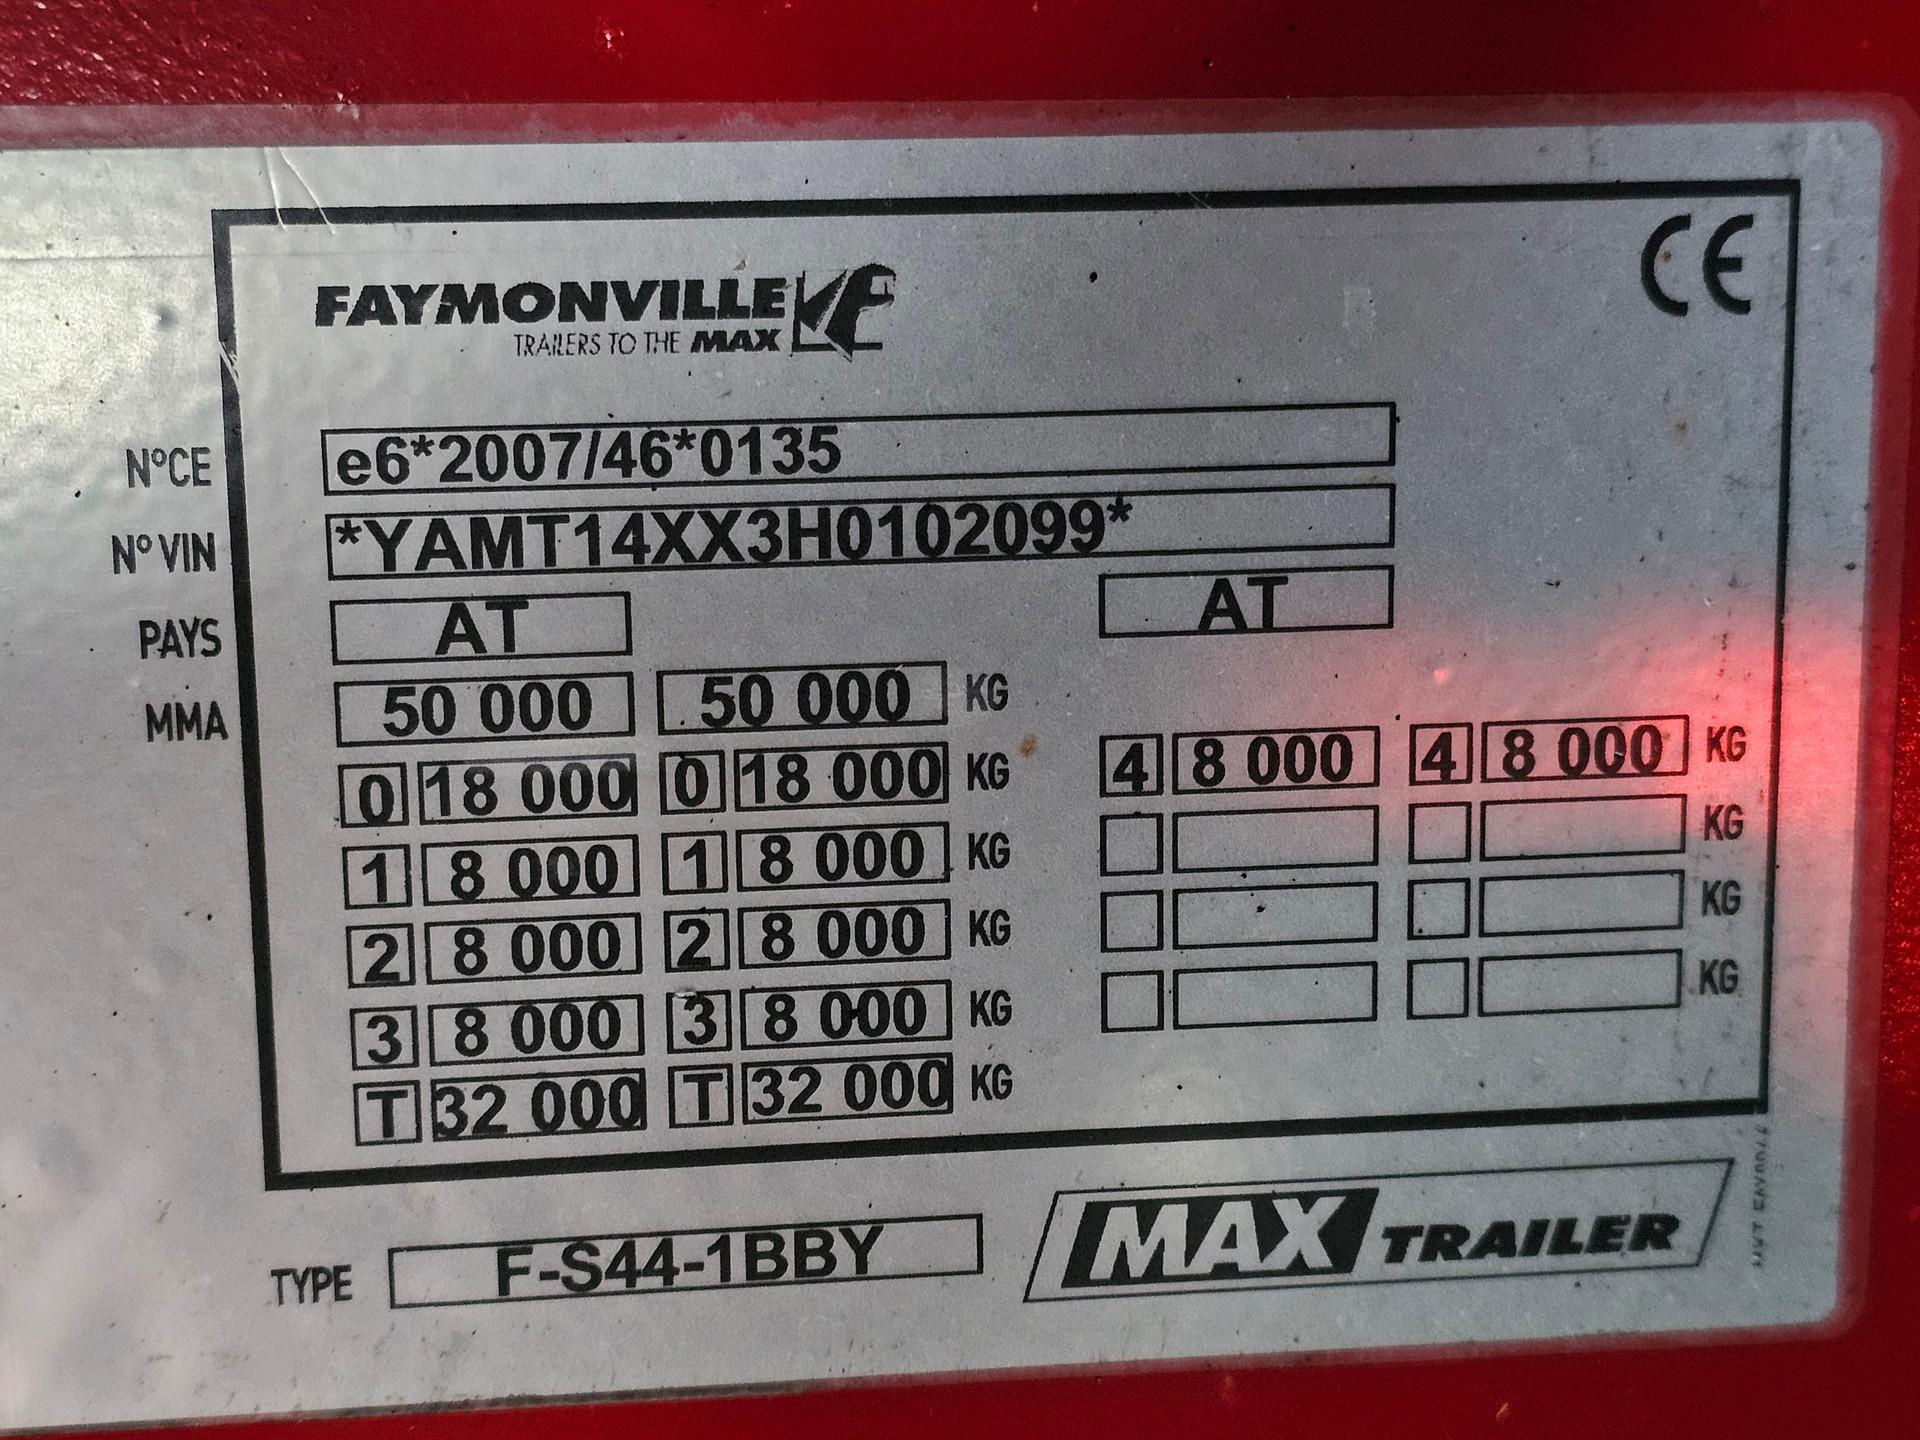 CE
FAYMONVILLE
TRAILERS TO THE MAX
N°CE e6*2007/46*0135
N° VIN *YAMT14XX3H0102099*
PAYS AT AT
MMA 50 000 50 000 KG
0 18 000 0 18 000 KG 4 8 000 4 8 000 KG
1 8 000 1 8 000 KG KG
2 8 000 2 8 000 KG KG
3 8 000 3 8 000 KG KG
T 32 000 T 32 000 KG
TYPE F-S44-1BBY
MAX TRAILER